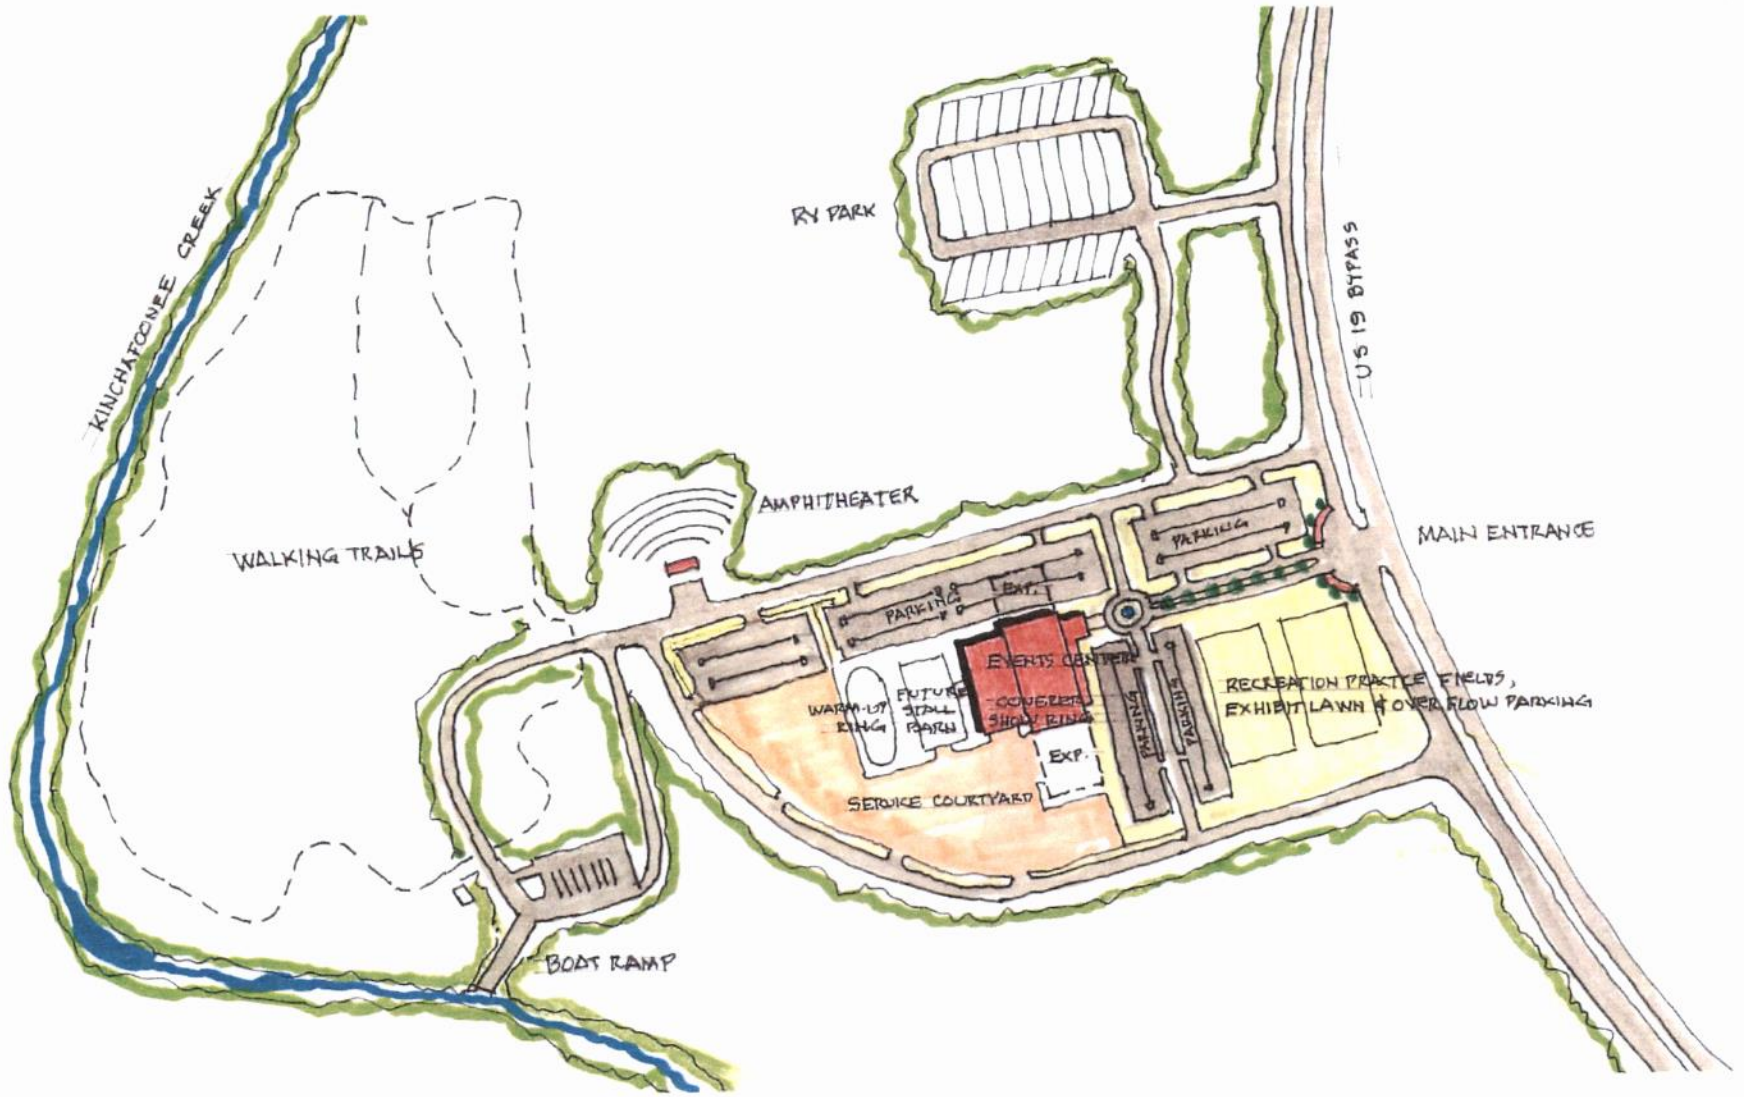 KINCHAFOONEE CREEK
RV PARK
US 19 BYPASS
AMPHITHEATER
MAIN ENTRANCE
WALKING TRAILS
PARKING
PARKING
EXP.
EVENTS CENTER
COVERED
SHOW RING
FUTURE
STALL
BARN
WARM-UP
RING
PARKING
PARKING
RECREATION PRACTICE FIELDS,
EXHIBIT LAWN & OVER FLOW PARKING
EXP.
SERVICE COURTYARD
BOAT RAMP